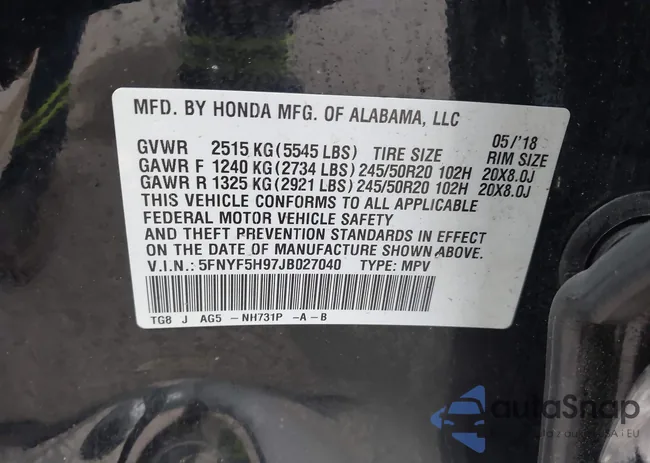 MFD. BY HONDA MFG. OF ALABAMA, LLC
05/'18
GVWR 2515 KG (5545 LBS) TIRE SIZE RIM SIZE
GAWR F 1240 KG (2734 LBS) 245/50R20 102H 20X8.0J
GAWR R 1325 KG (2921 LBS) 245/50R20 102H 20X8.0J
THIS VEHICLE CONFORMS TO ALL APPLICABLE
FEDERAL MOTOR VEHICLE SAFETY
AND THEFT PREVENTION STANDARDS IN EFFECT
ON THE DATE OF MANUFACTURE SHOWN ABOVE.
V.I.N.: 5FNYF5H97JB027040 TYPE: MPV
TG8 J AG5 -NH731P -A-B
autoSnap